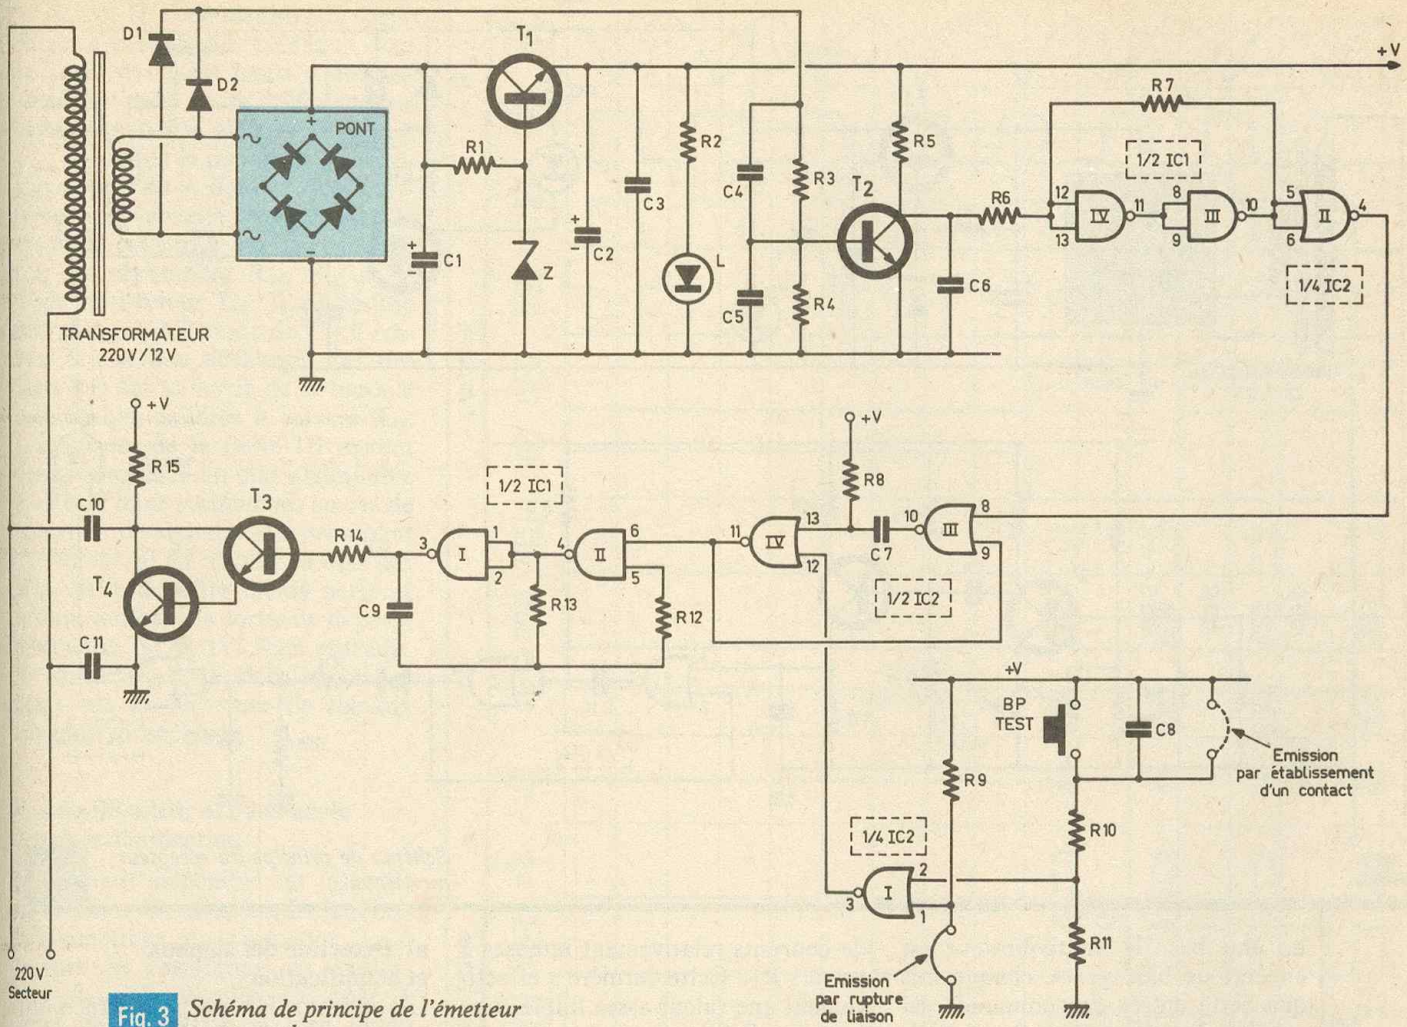 D1
D2
T1
+V
PONT
+
~
~
-
R1
+
-
C1
Z
+
-
C2
C3
R2
L
C4
C5
R3
R4
T2
R5
R6
C6
R7
1/2 IC1
12
13
IV
11
8
9
III
10
5
6
II
4
1/4 IC2
TRANSFORMATEUR
220V/12V
+V
R15
C10
T3
T4
C11
R14
C9
3
I
1
2
1/2 IC1
4
II
6
5
R13
R12
11
IV
13
12
+V
R8
C7
10
III
8
9
1/2 IC2
+V
BP
TEST
C8
Emission
par établissement
d'un contact
R9
R10
R11
1/4 IC2
3
I
2
1
Emission
par rupture
de liaison
220V
Secteur
Fig. 3 Schéma de principe de l'émetteur